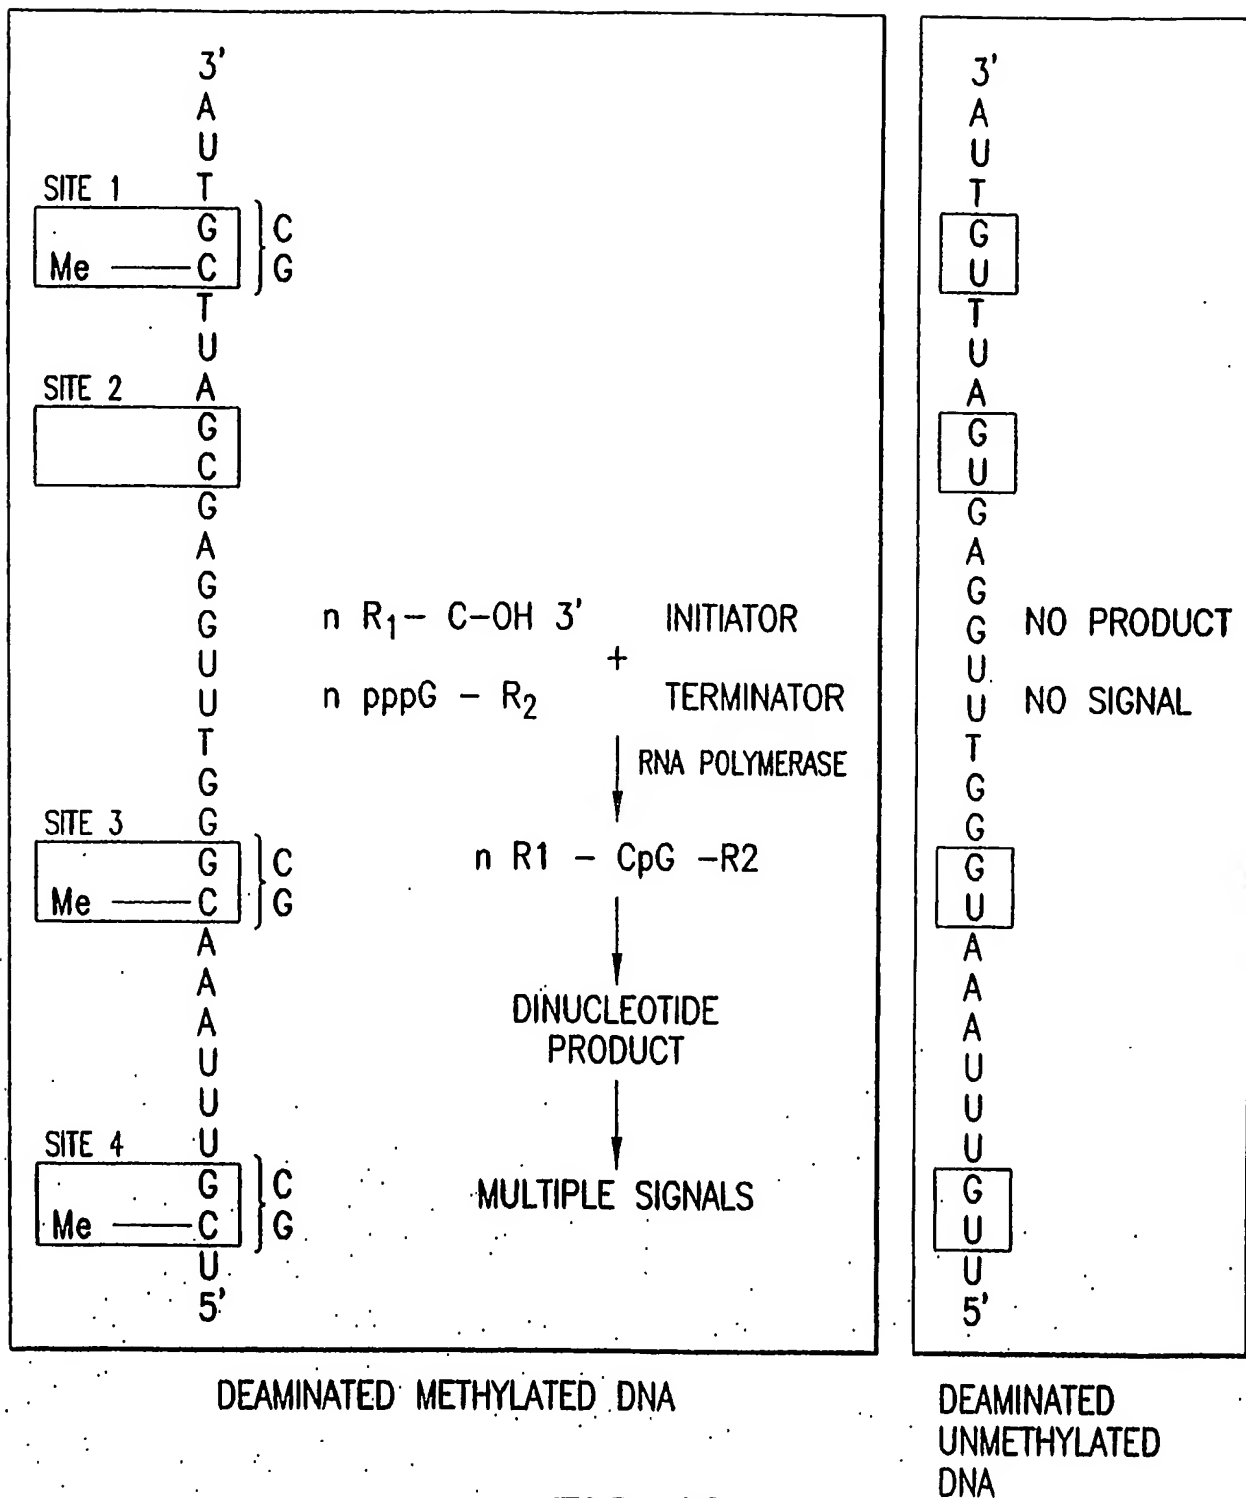 3'
A
U
SITE 1 T
G } C
Me — C } G
T
U
SITE 2 A
G
C
G
A
G
G
U
U
T
G
SITE 3 G
G } C
Me — C } G
A
A
A
U
U
SITE 4 U
G } C
Me — C } G
U
5'
n R1 – C–OH 3' INITIATOR
+
n pppG – R2 TERMINATOR
RNA POLYMERASE
n R1 – CpG –R2
DINUCLEOTIDE
PRODUCT
MULTIPLE SIGNALS
DEAMINATED METHYLATED DNA
3'
A
U
T
G
U
T
U
A
G
U
G
A
G
G
U
U
T
G
G
G
U
A
A
A
U
U
U
G
U
U
5'
NO PRODUCT
NO SIGNAL
DEAMINATED
UNMETHYLATED
DNA